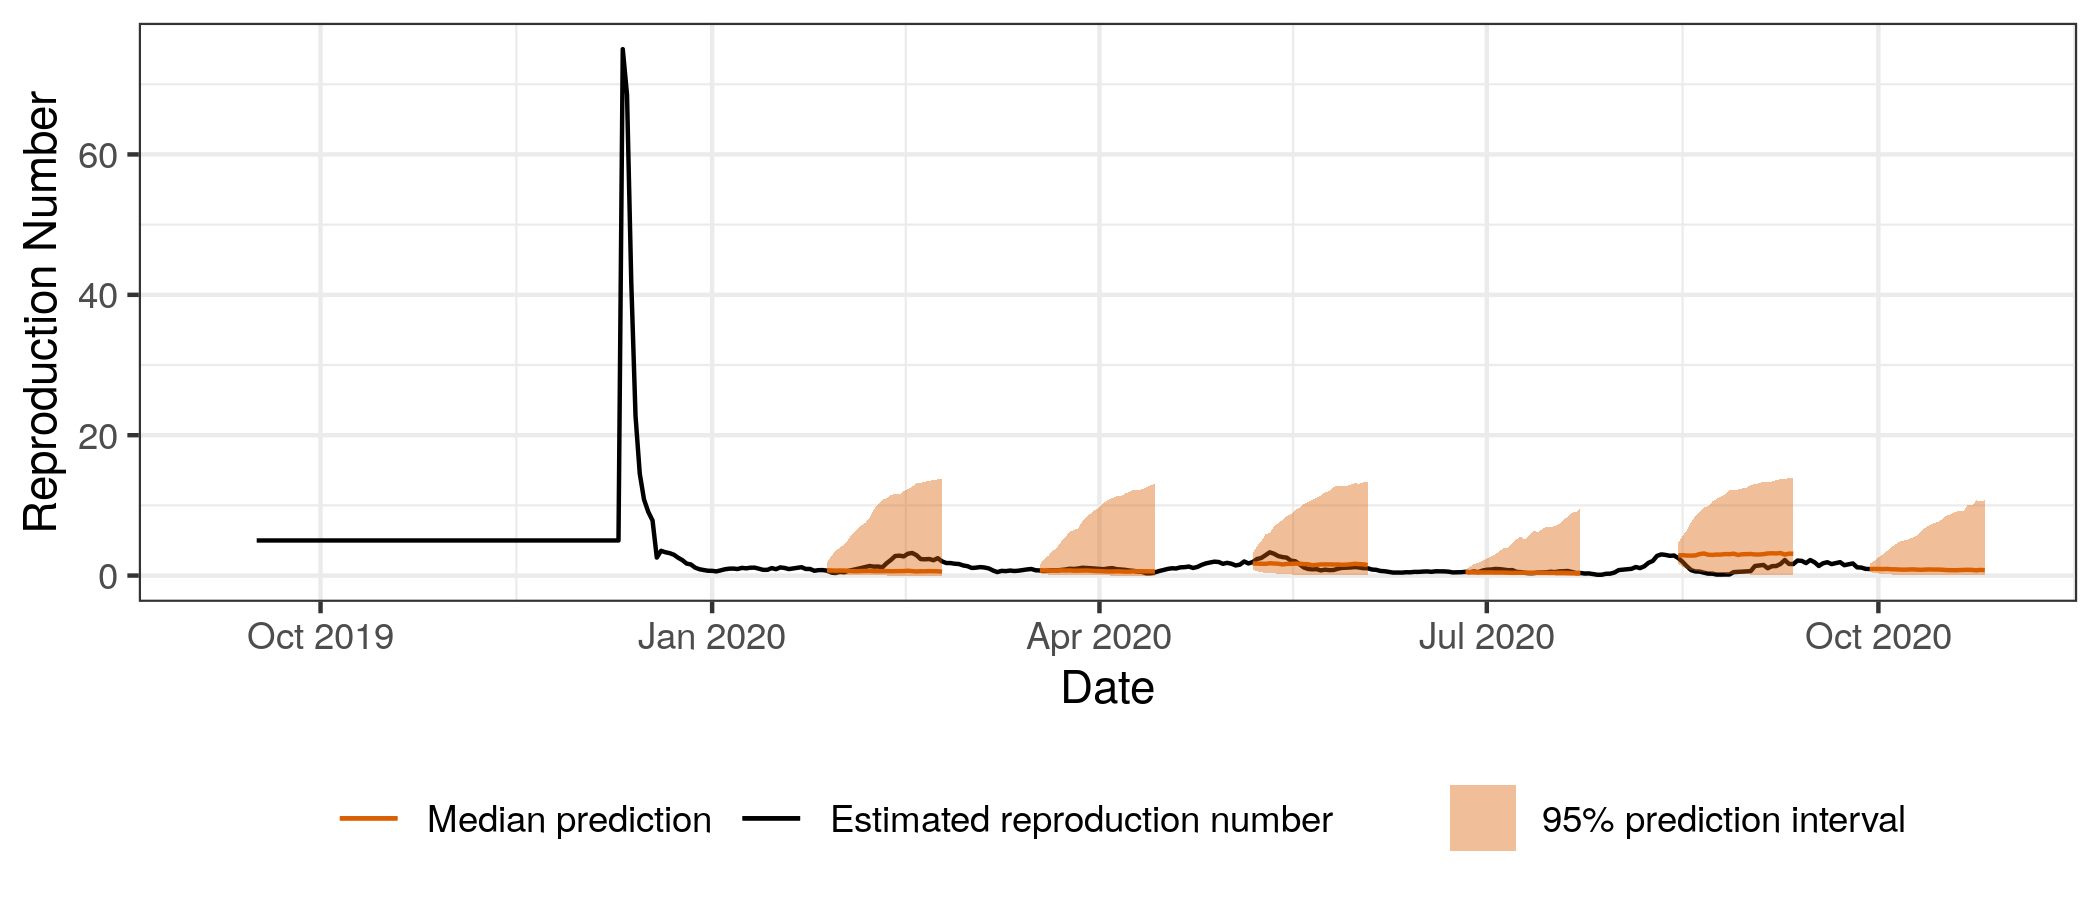 Reproduction Number
60
40
20
0
Oct 2019 Jan 2020 Apr 2020 Jul 2020 Oct 2020
Date
Median prediction Estimated reproduction number 95% prediction interval